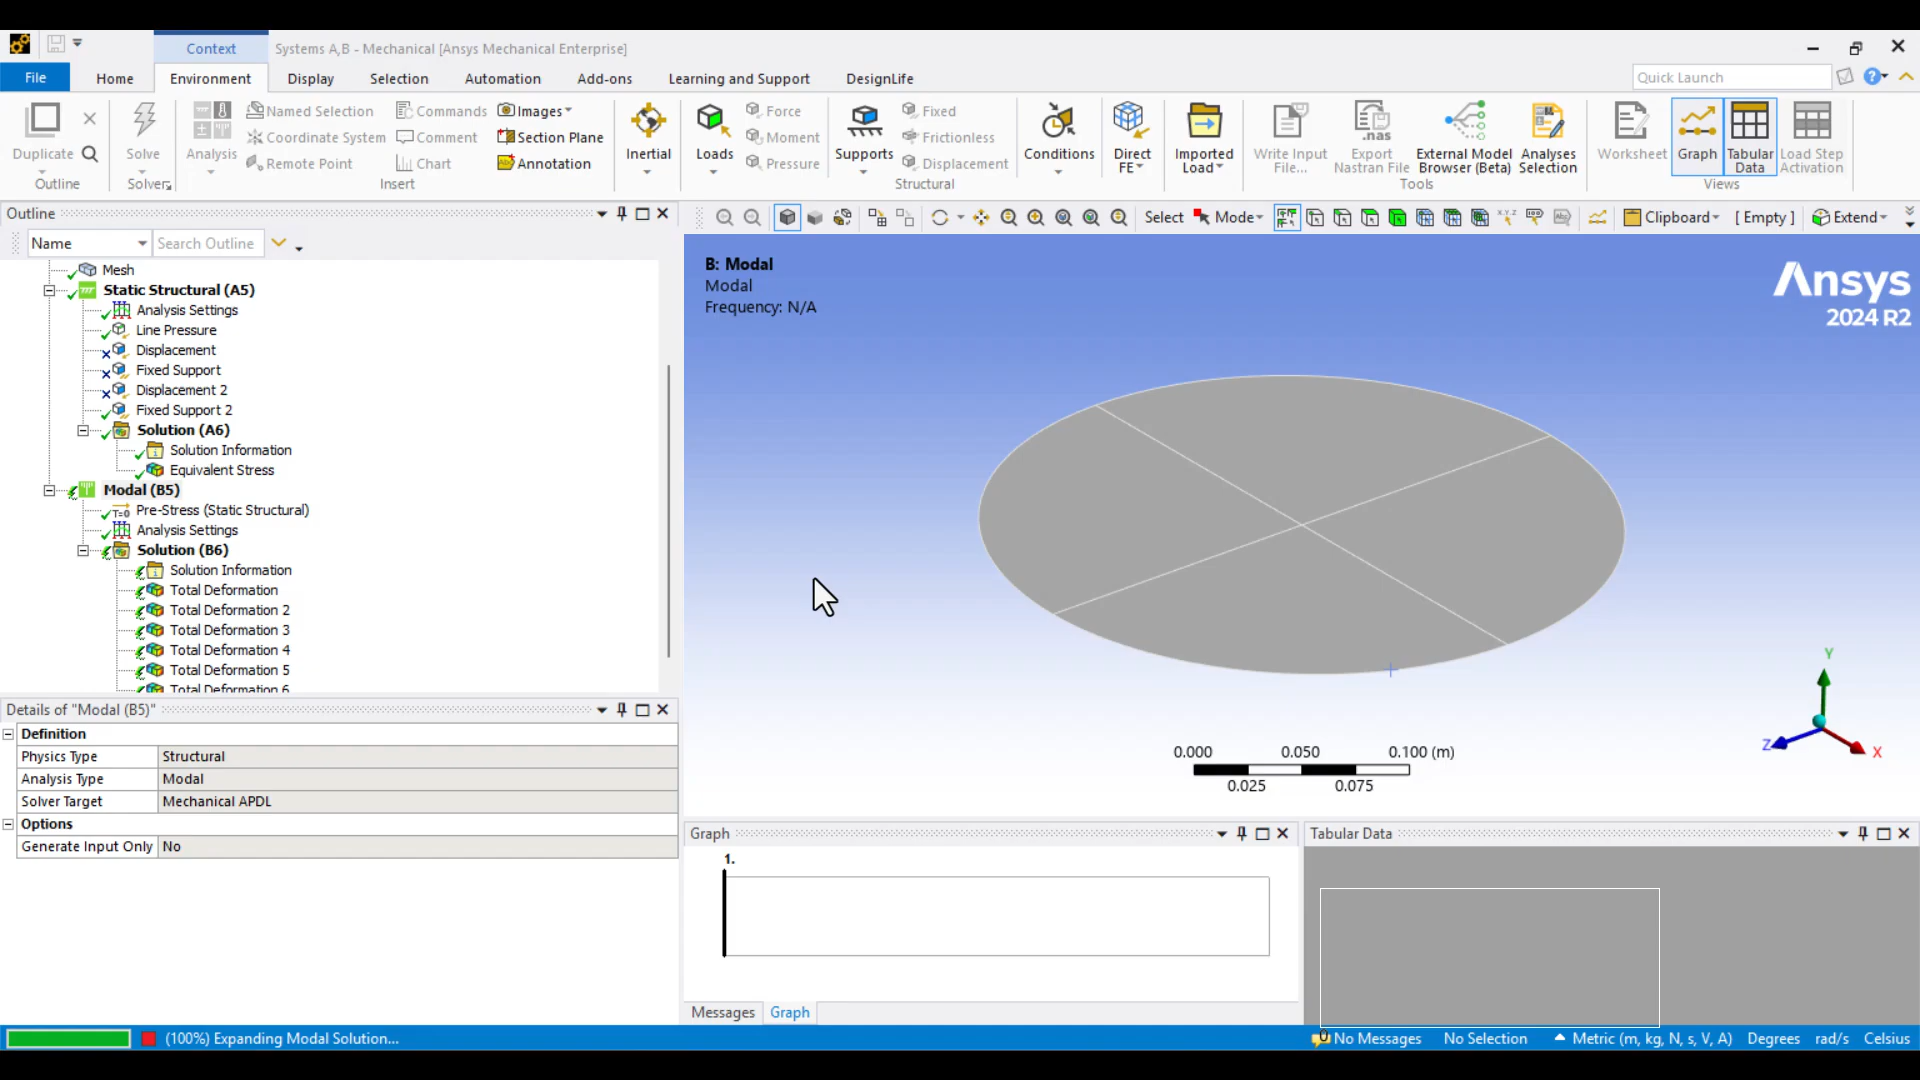 Context
Systems A,B - Mechanical [Ansys Mechanical Enterprise]
File
Home
Environment
Display
Selection
Automation
Add-ons
Learning and Support
DesignLife
Quick Launch
Duplicate
Outline
Solve
Solver
Analysis
Named Selection
Coordinate System
Remote Point
Commands
Comment
Chart
Images
Section Plane
Annotation
Insert
Inertial
Loads
Force
Moment
Pressure
Supports
Fixed
Frictionless
Displacement
Structural
Conditions
Direct
FE
Imported
Load
Write Input
File...
.nas
Export
Nastran File
External Model
Browser (Beta)
Analyses
Selection
Tools
Worksheet
Graph
Tabular
Data
Load Step
Activation
Views
Outline
Name
Search Outline
Select
Mode
Clipboard
[ Empty ]
Extend
Mesh
Static Structural (A5)
Analysis Settings
Line Pressure
Displacement
Fixed Support
Displacement 2
Fixed Support 2
Solution (A6)
Solution Information
Equivalent Stress
Modal (B5)
T=0 Pre-Stress (Static Structural)
Analysis Settings
Solution (B6)
Solution Information
Total Deformation
Total Deformation 2
Total Deformation 3
Total Deformation 4
Total Deformation 5
Total Deformation 6
Details of "Modal (B5)"
Definition
Physics Type Structural
Analysis Type Modal
Solver Target Mechanical APDL
Options
Generate Input Only No
B: Modal
Modal
Frequency: N/A
Ansys
2024 R2
0.000 0.050 0.100 (m)
0.025 0.075
Y
Z
X
Graph
1.
Messages
Graph
Tabular Data
(100%) Expanding Modal Solution...
0 No Messages
No Selection
Metric (m, kg, N, s, V, A)
Degrees
rad/s
Celsius